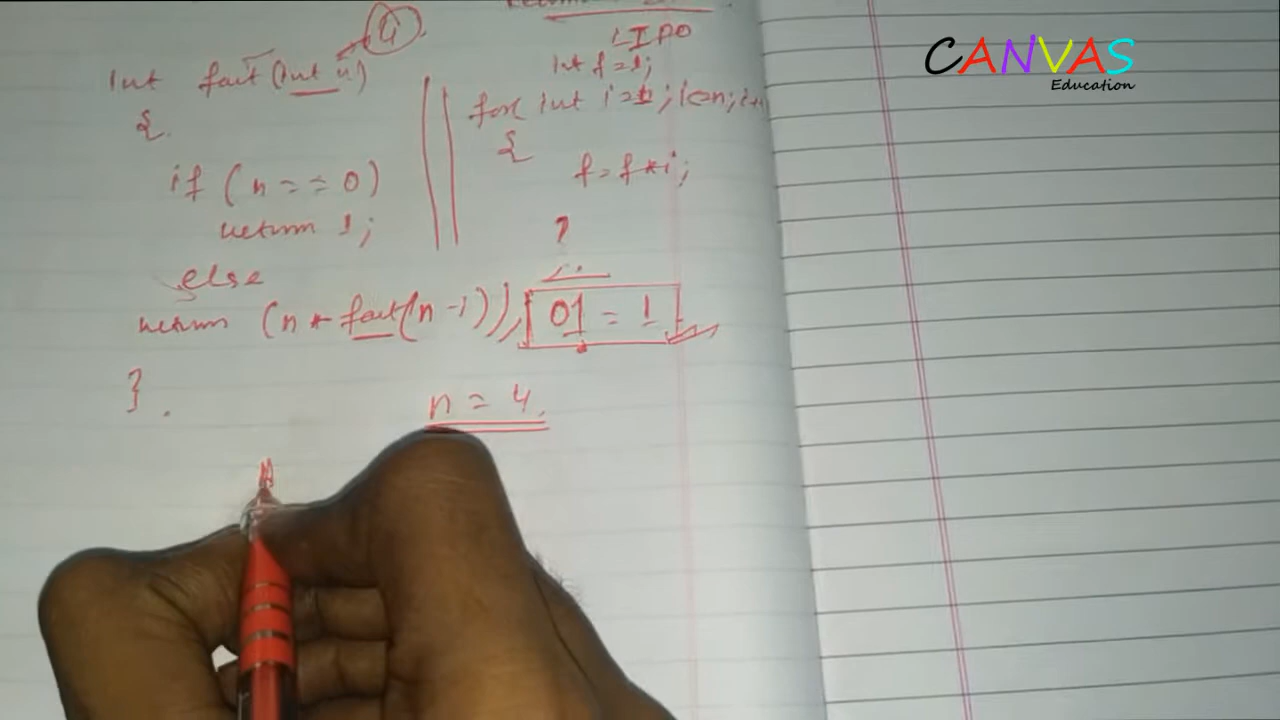 4
int fact (int n)
{
if (n == 0)
return 1;
else
return (n * fact(n-1));
}
LIFO
int f=1;
for int i=1; i<=n; i++
{
f=f*i;
}
0! = 1
n = 4.
CANVAS
Education